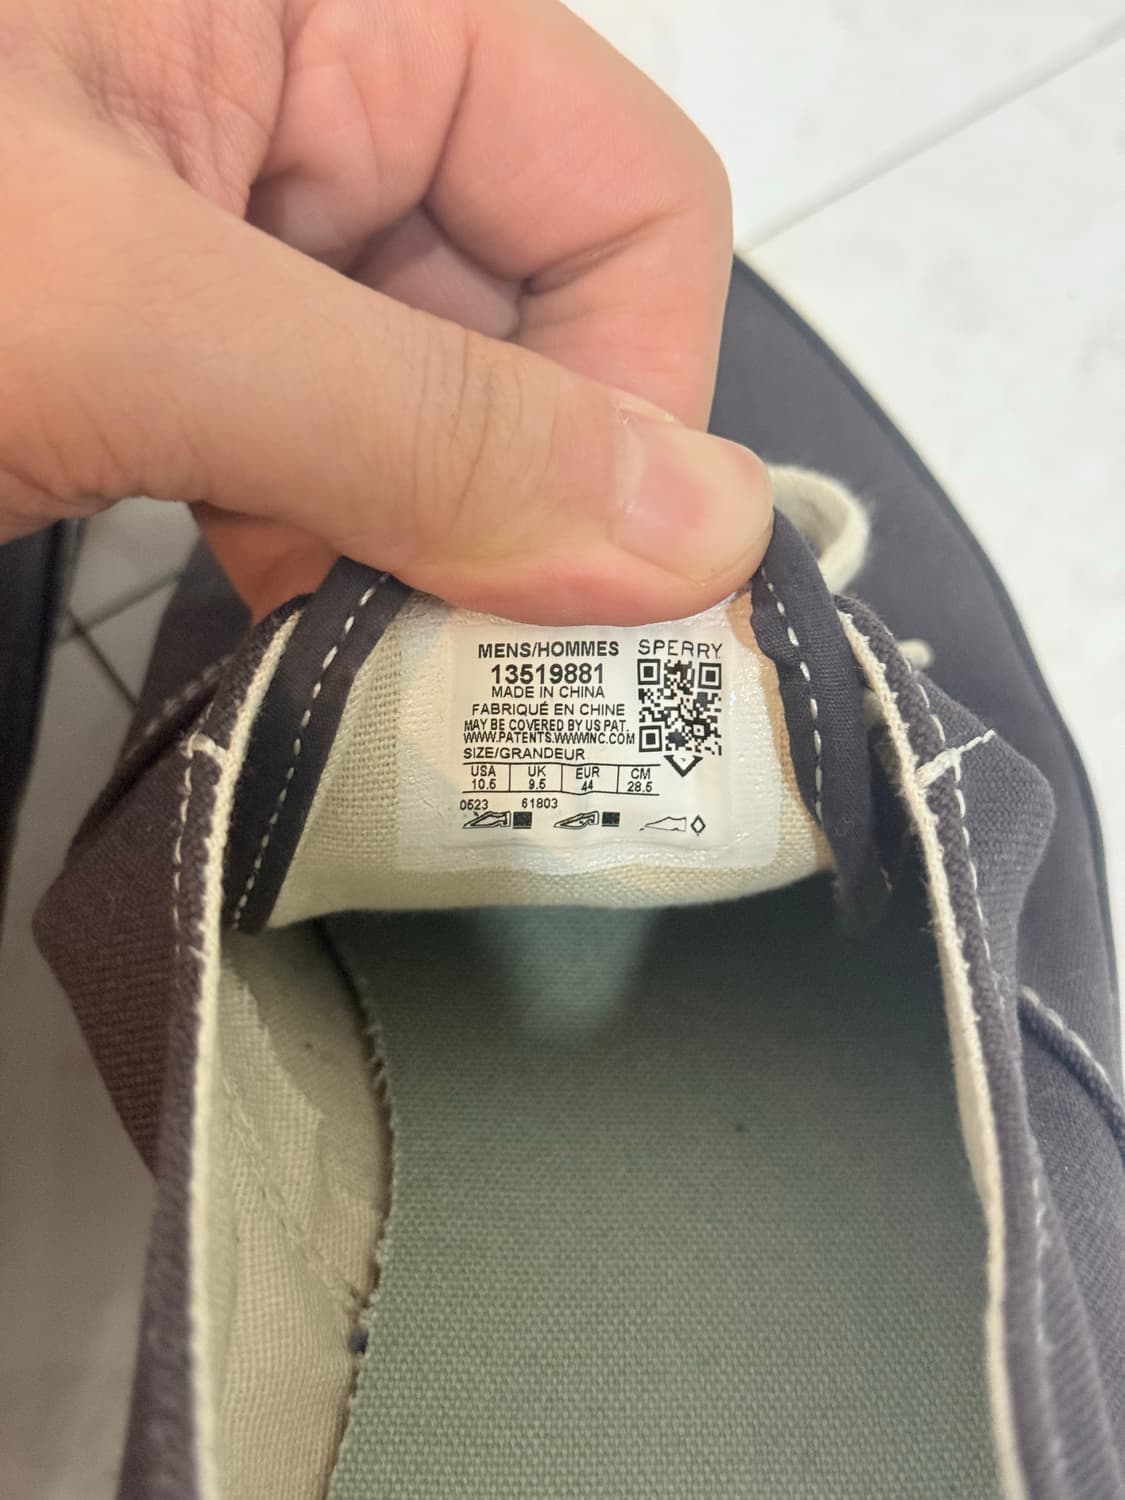 MENS/HOMMES
SPERRY
13519881
MADE IN CHINA
FABRIQUÉ EN CHINE
MAY BE COVERED BY US PAT.
WWW.PATENTS.WWWINC.COM
SIZE/GRANDEUR
USA UK EUR CM
10.5 9.5 44 28.5
0523 61803